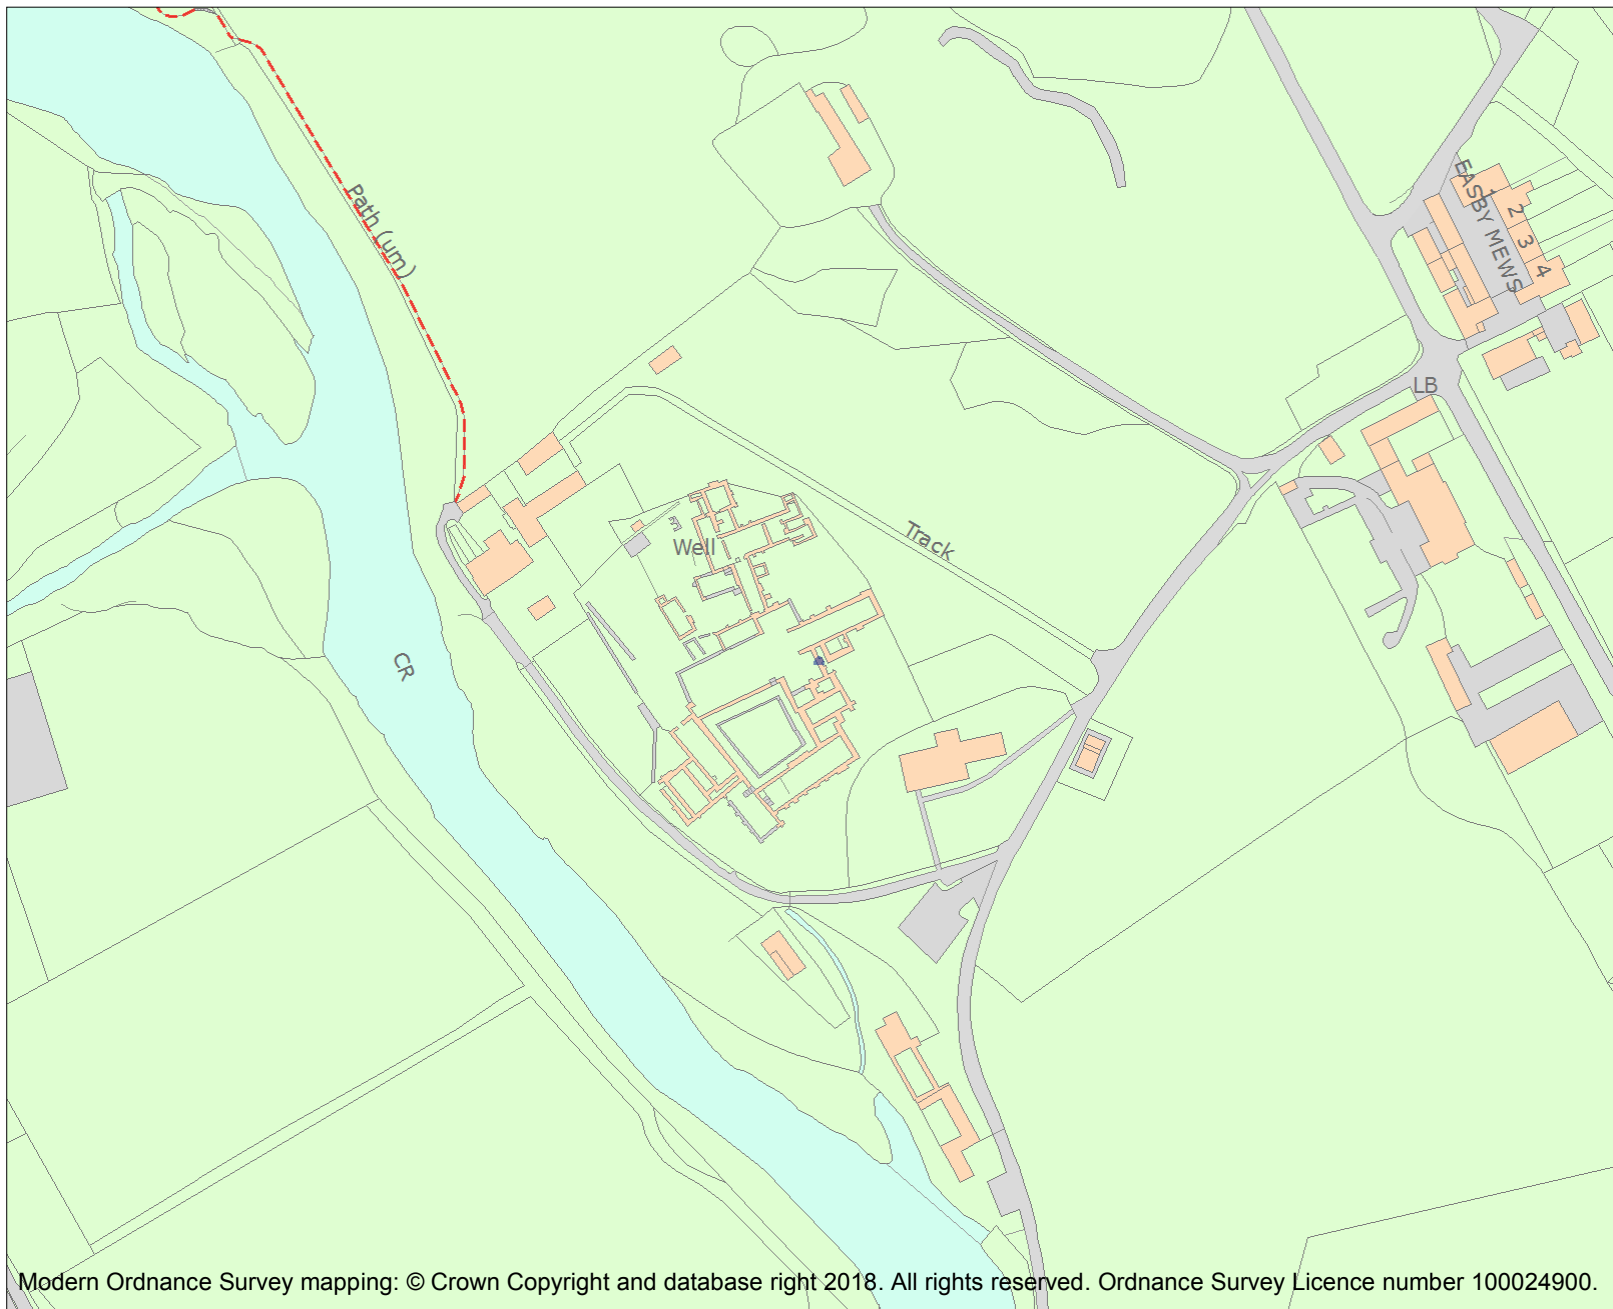 Path (um)
EASBY MEWS
1
2
3
4
LB
Track
Well
CR
Modern Ordnance Survey mapping: © Crown Copyright and database right 2018. All rights reserved. Ordnance Survey Licence number 100024900.